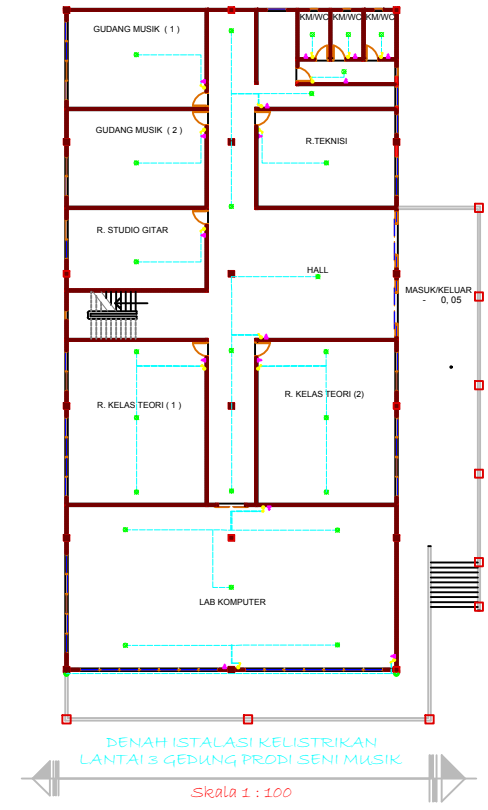 KM/WC KM/WC KM/WC
GUDANG MUSIK ( 1 )
GUDANG MUSIK ( 2 )
R.TEKNISI
R. STUDIO GITAR
HALL
MASUK/KELUAR
- 0, 05
R. KELAS TEORI ( 1 )
R. KELAS TEORI (2)
LAB KOMPUTER
DENAH ISTALASI KELISTRIKAN
LANTAI 3 GEDUNG PRODI SENI MUSIK
Skala 1 : 100